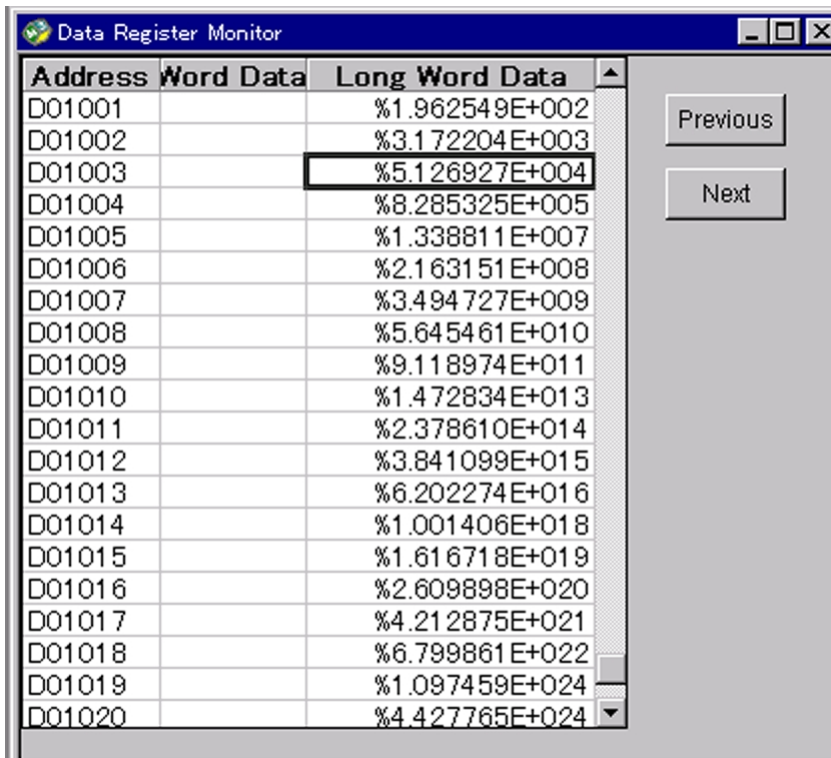 Data Register Monitor
Address Word Data Long Word Data
D01001 %1.962549E+002
D01002 %3.172204E+003
D01003 %5.126927E+004
D01004 %8.285325E+005
D01005 %1.338811E+007
D01006 %2.163151E+008
D01007 %3.494727E+009
D01008 %5.645461E+010
D01009 %9.118974E+011
D01010 %1.472834E+013
D01011 %2.378610E+014
D01012 %3.841099E+015
D01013 %6.202274E+016
D01014 %1.001406E+018
D01015 %1.616718E+019
D01016 %2.609898E+020
D01017 %4.212875E+021
D01018 %6.799861E+022
D01019 %1.097459E+024
D01020 %4.427765E+024
Previous
Next